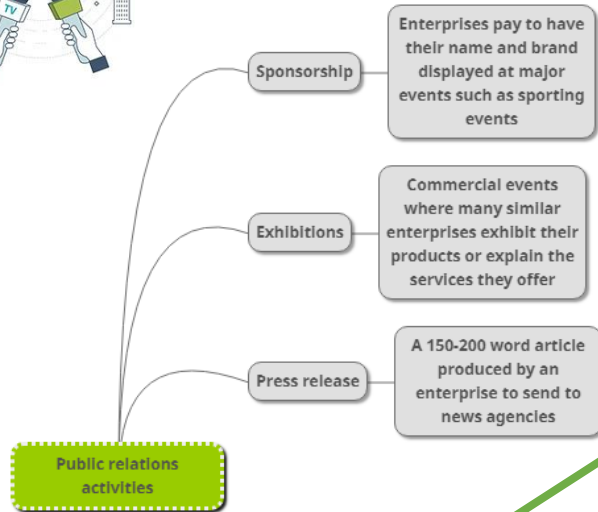 TV
Sponsorship
Enterprises pay to have
their name and brand
displayed at major
events such as sporting
events
Exhibitions
Commercial events
where many similar
enterprises exhibit their
products or explain the
services they offer
Press release
A 150-200 word article
produced by an
enterprise to send to
news agencies
Public relations
activities